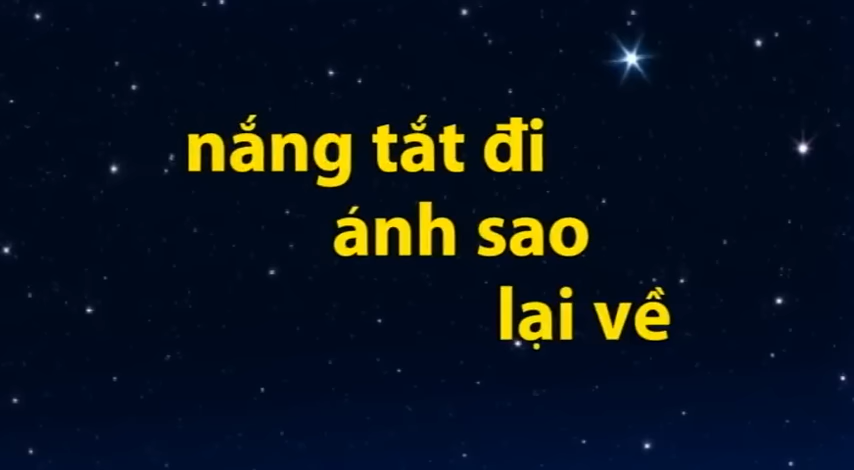 nắng tắt đi
ánh sao
lại về